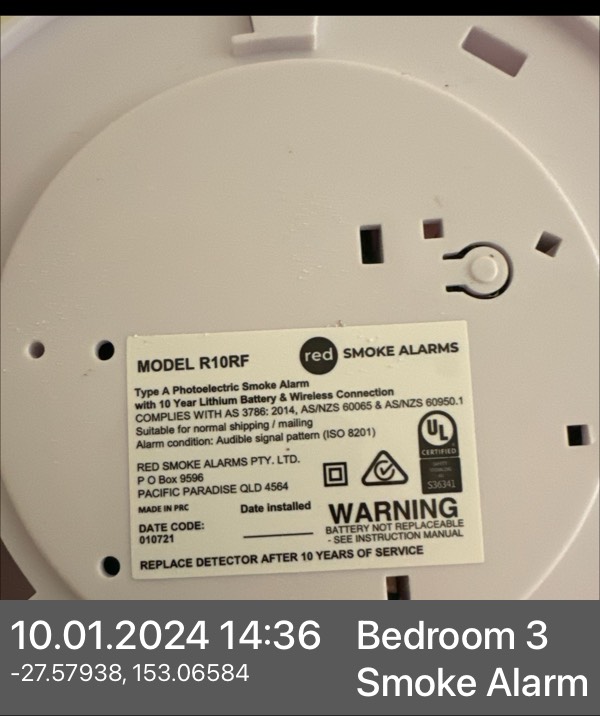 MODEL R10RF
red SMOKE ALARMS
Type A Photoelectric Smoke Alarm
with 10 Year Lithium Battery & Wireless Connection
COMPLIES WITH AS 3786: 2014, AS/NZS 60065 & AS/NZS 60950.1
Suitable for normal shipping / mailing
Alarm condition: Audible signal pattern (ISO 8201)
RED SMOKE ALARMS PTY. LTD.
P O Box 9596
PACIFIC PARADISE QLD 4564
UL
CERTIFIED
S36341
MADE IN PRC
Date installed
DATE CODE:
010721
WARNING
BATTERY NOT REPLACEABLE
- SEE INSTRUCTION MANUAL
REPLACE DETECTOR AFTER 10 YEARS OF SERVICE
10.01.2024 14:36
-27.57938, 153.06584
Bedroom 3
Smoke Alarm